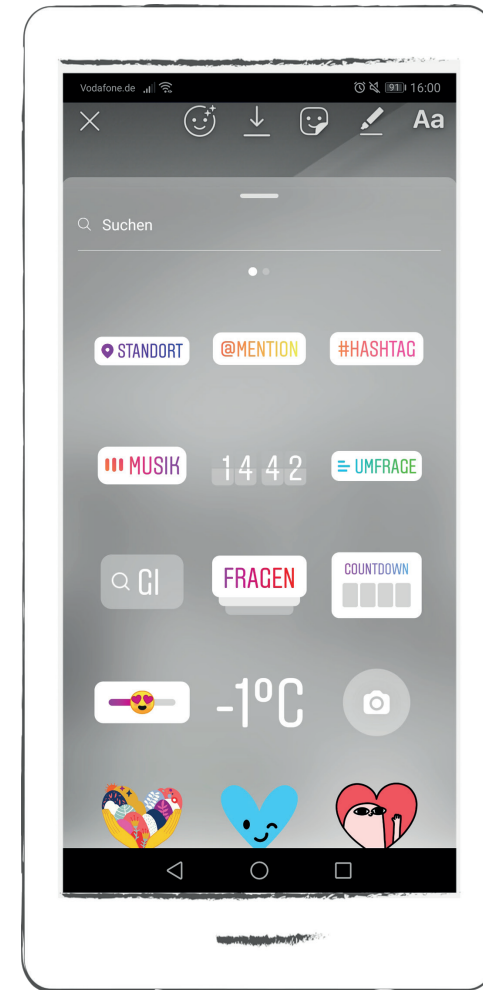 Vodafone.de 91 16:00
Aa
Suchen
STANDORT @MENTION #HASHTAG
MUSIK 14 42 UMFRAGE
GI FRAGEN COUNTDOWN
-1°C